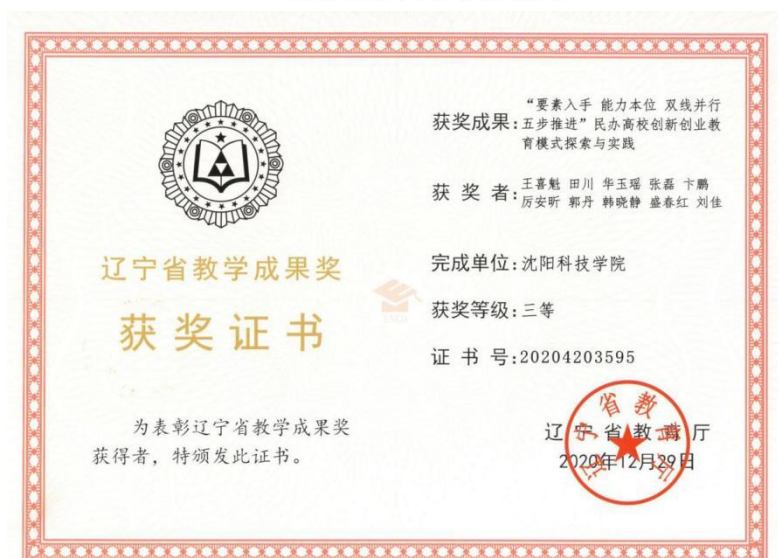 辽宁省教学成果奖
获奖证书
为表彰辽宁省教学成果奖
获得者，特颁发此证书。
获奖成果：“要素入手 能力本位 双线并行
五步推进”民办高校创新创业教
育模式探索与实践
获 奖 者：王喜魁 田川 华玉瑶 张磊 卞鹏
厉安昕 郭丹 韩晓静 盛春红 刘佳
完成单位：沈阳科技学院
获奖等级：三等
证 书 号：20204203595
辽宁省教育厅
2020年12月29日
辽宁省教育厅